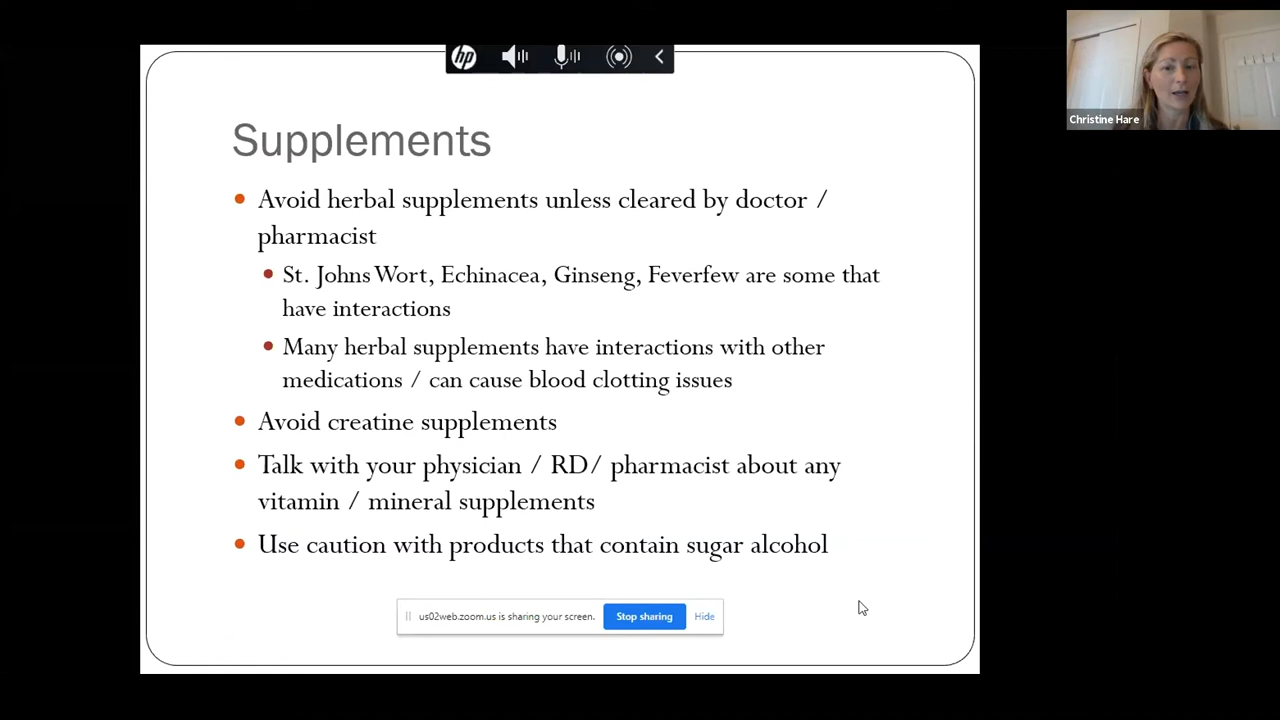 hp
Christine Hare
Supplements
Avoid herbal supplements unless cleared by doctor /
pharmacist
St. Johns Wort, Echinacea, Ginseng, Feverfew are some that
have interactions
Many herbal supplements have interactions with other
medications / can cause blood clotting issues
Avoid creatine supplements
Talk with your physician / RD/ pharmacist about any
vitamin / mineral supplements
Use caution with products that contain sugar alcohol
us02web.zoom.us is sharing your screen. Stop sharing Hide